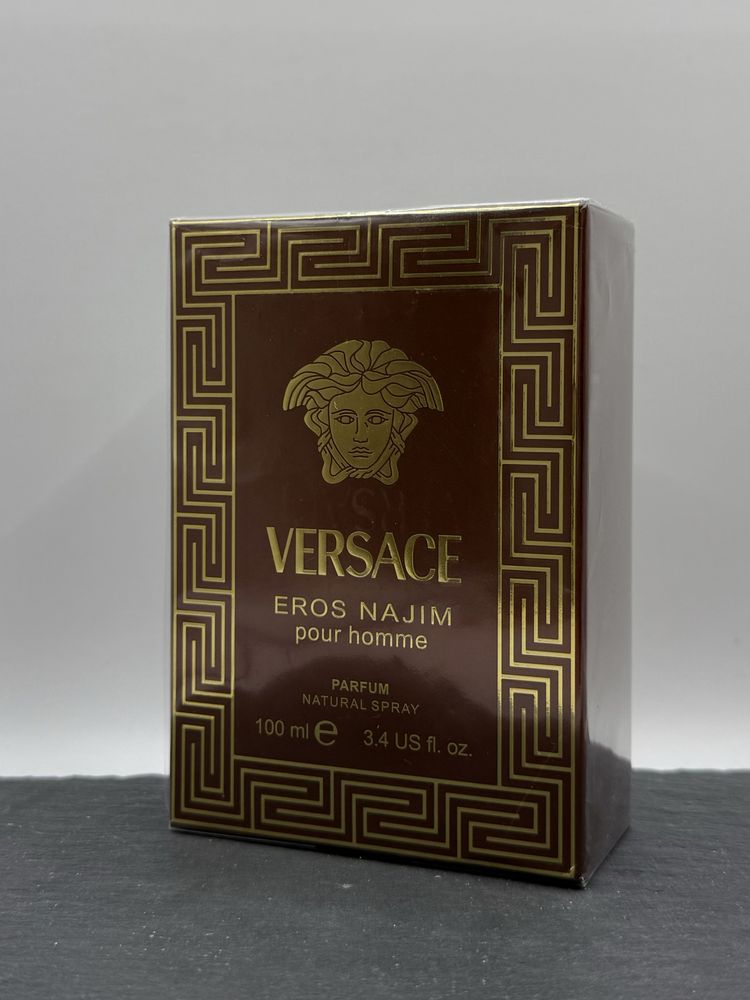 VERSACE
EROS NAJIM
pour homme
PARFUM
NATURAL SPRAY
100 ml e 3.4 US fl. oz.